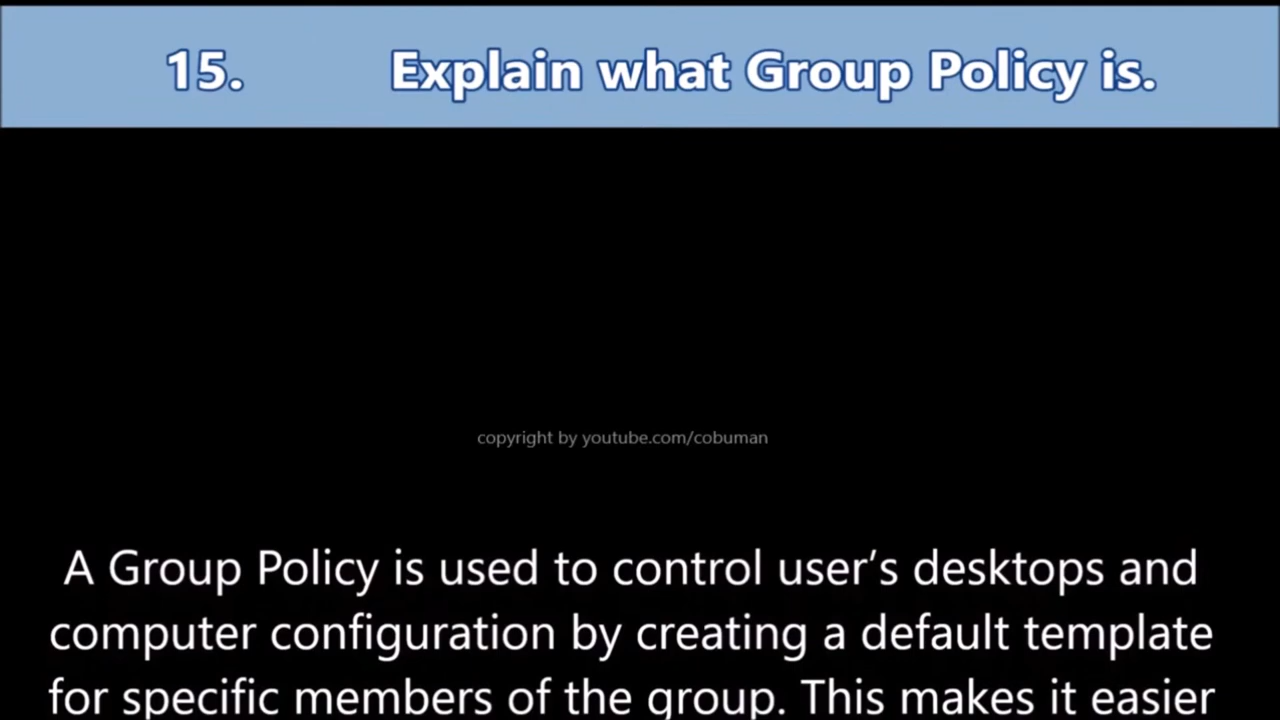 15. Explain what Group Policy is.
copyright by youtube.com/cobuman
A Group Policy is used to control user’s desktops and
computer configuration by creating a default template
for specific members of the group. This makes it easier